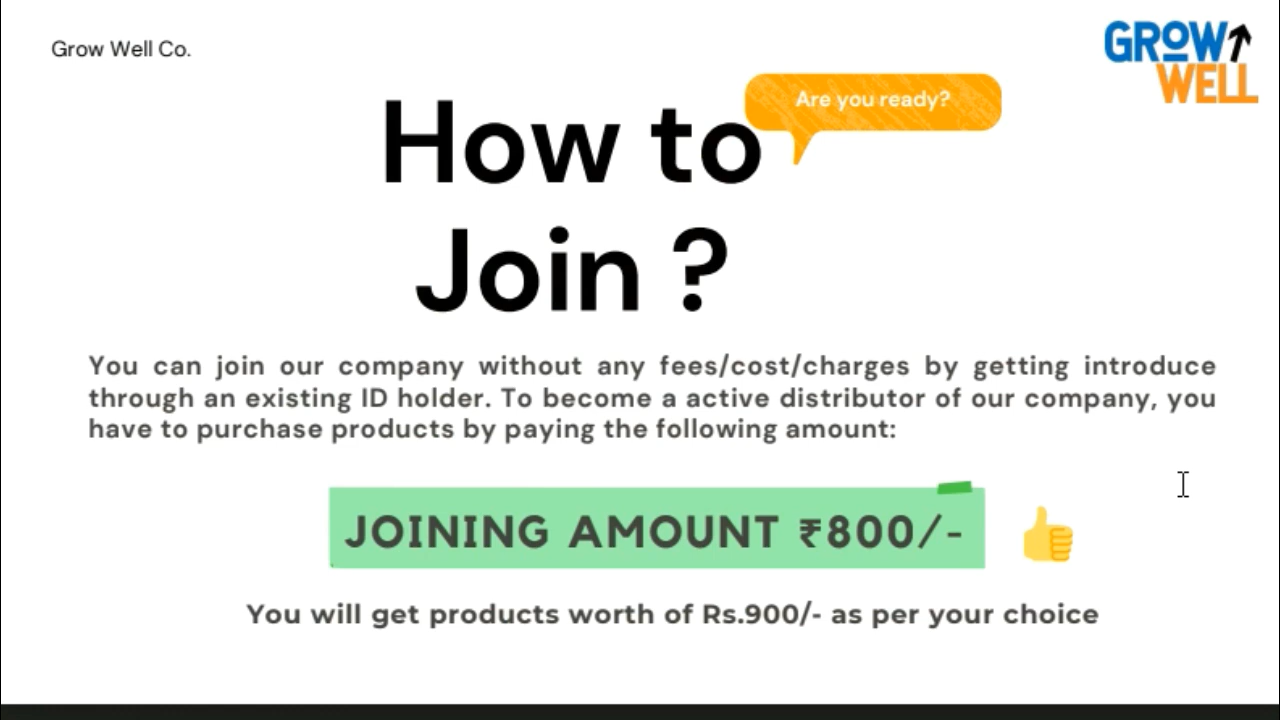 Grow Well Co.
GROW
WELL
Are you ready?
How to
Join ?
You can join our company without any fees/cost/charges by getting introduce
through an existing ID holder. To become a active distributor of our company, you
have to purchase products by paying the following amount:
JOINING AMOUNT ₹800/-
You will get products worth of Rs.900/- as per your choice